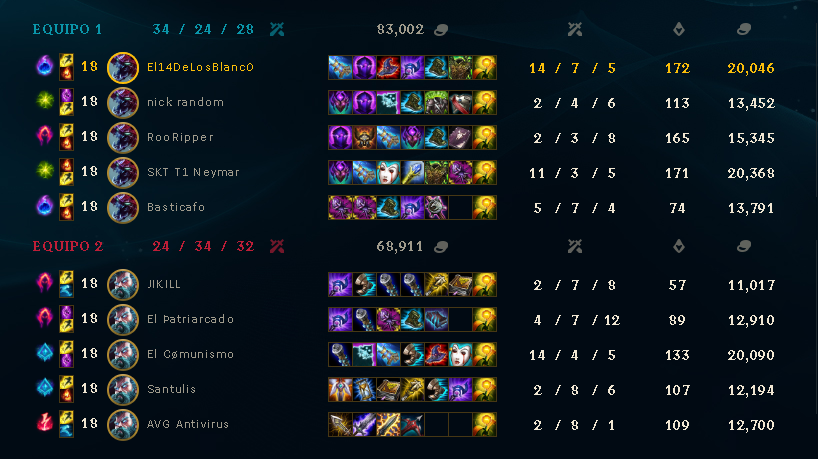 EQUIPO 1 34 / 24 / 28 83,002
18 El14DeLosBlancO 14 / 7 / 5 172 20,046
18 nick random 2 / 4 / 6 113 13,452
18 RooRipper 2 / 3 / 8 165 15,345
18 SKT T1 Neymar 11 / 3 / 5 171 20,368
18 Basticafo 5 / 7 / 4 74 13,791
EQUIPO 2 24 / 34 / 32 68,911
18 JIKILL 2 / 7 / 8 57 11,017
18 El Patriarcado 4 / 7 / 12 89 12,910
18 El Cømunismo 14 / 4 / 5 133 20,090
18 Santulis 2 / 8 / 6 107 12,194
18 AVG Antivirus 2 / 8 / 1 109 12,700